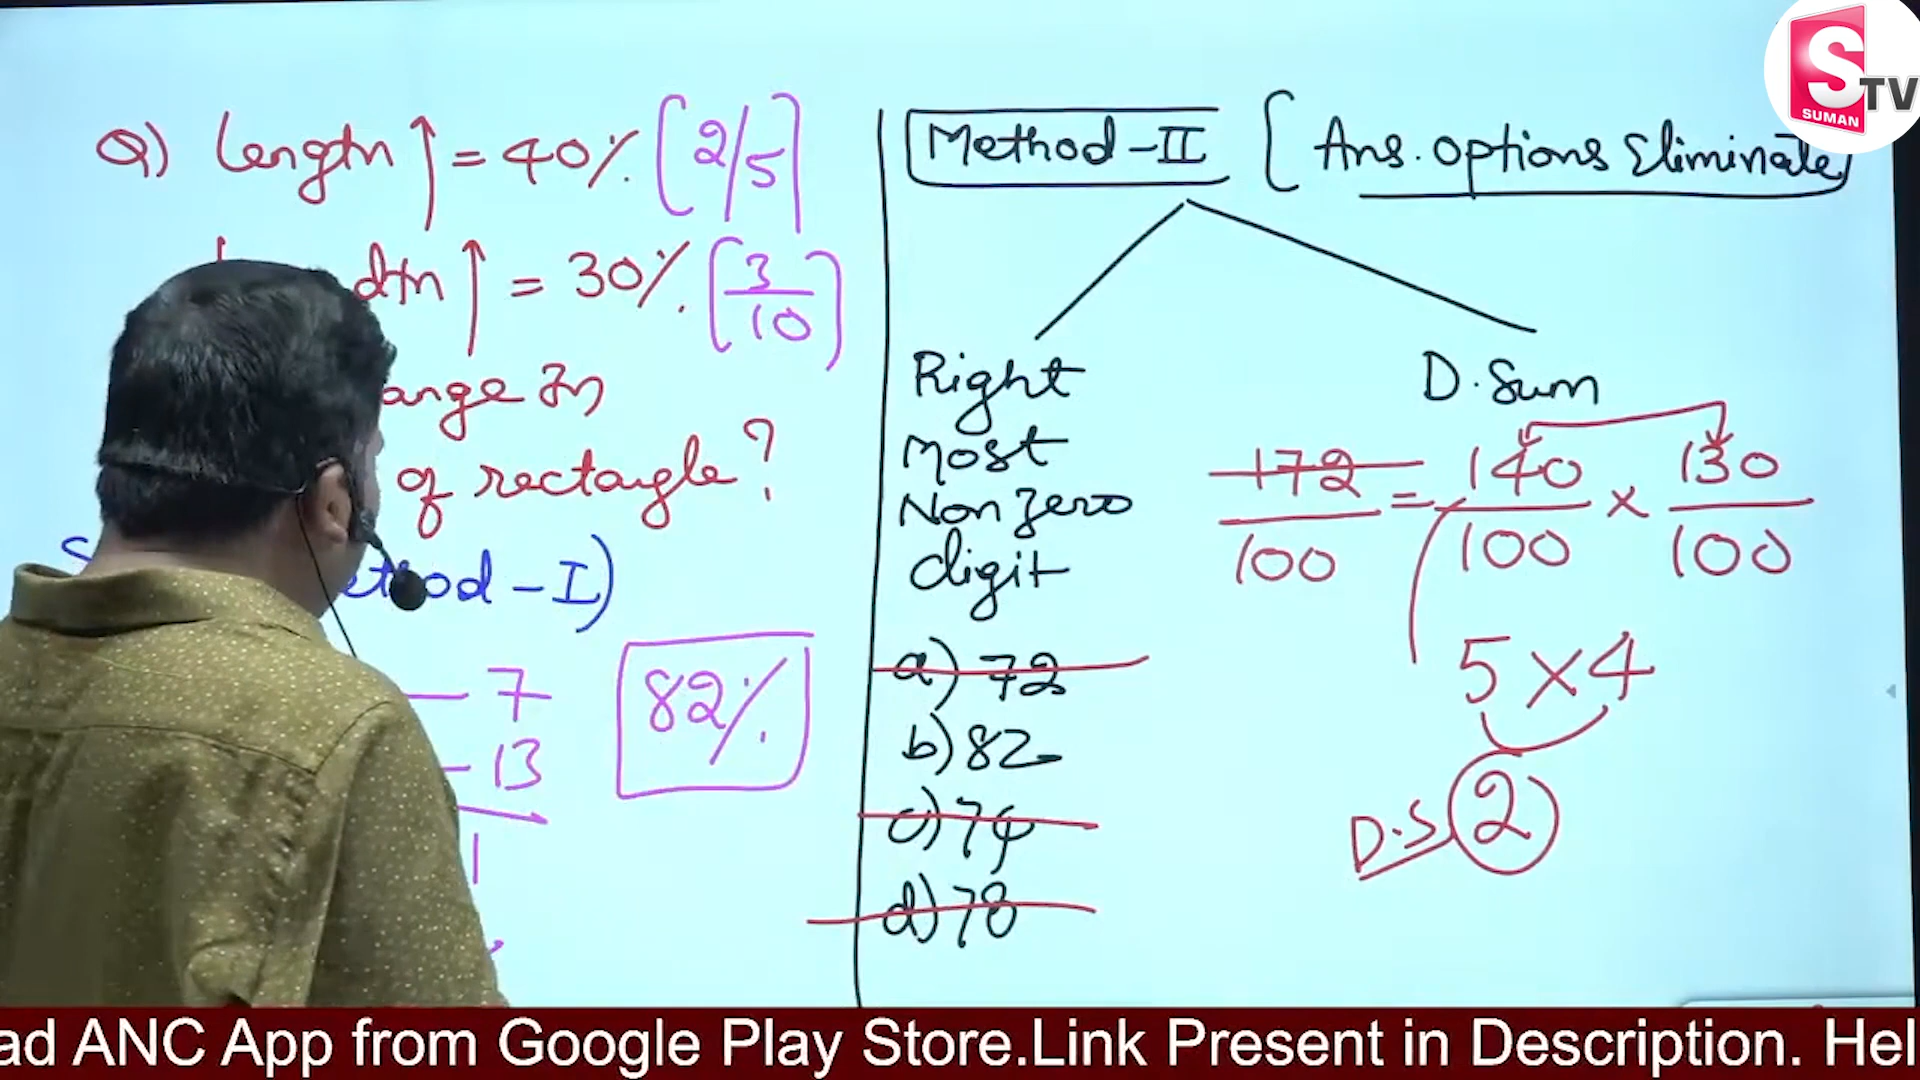 Q) Length ↑ = 40% [2/5]
dth ↑ = 30% [3/10]
ange In
of rectangle?
ethod - I)
7
13
1
82%
Method - II [Ans. options Eliminate]
Right
Most
Non Zero
digit
a) 72
b) 82
c) 74
d) 78
D. Sum
172/100 = 140/100 × 130/100
5 × 4
D.S 2
S TV
SUMAN
ad ANC App from Google Play Store.Link Present in Description. Hel